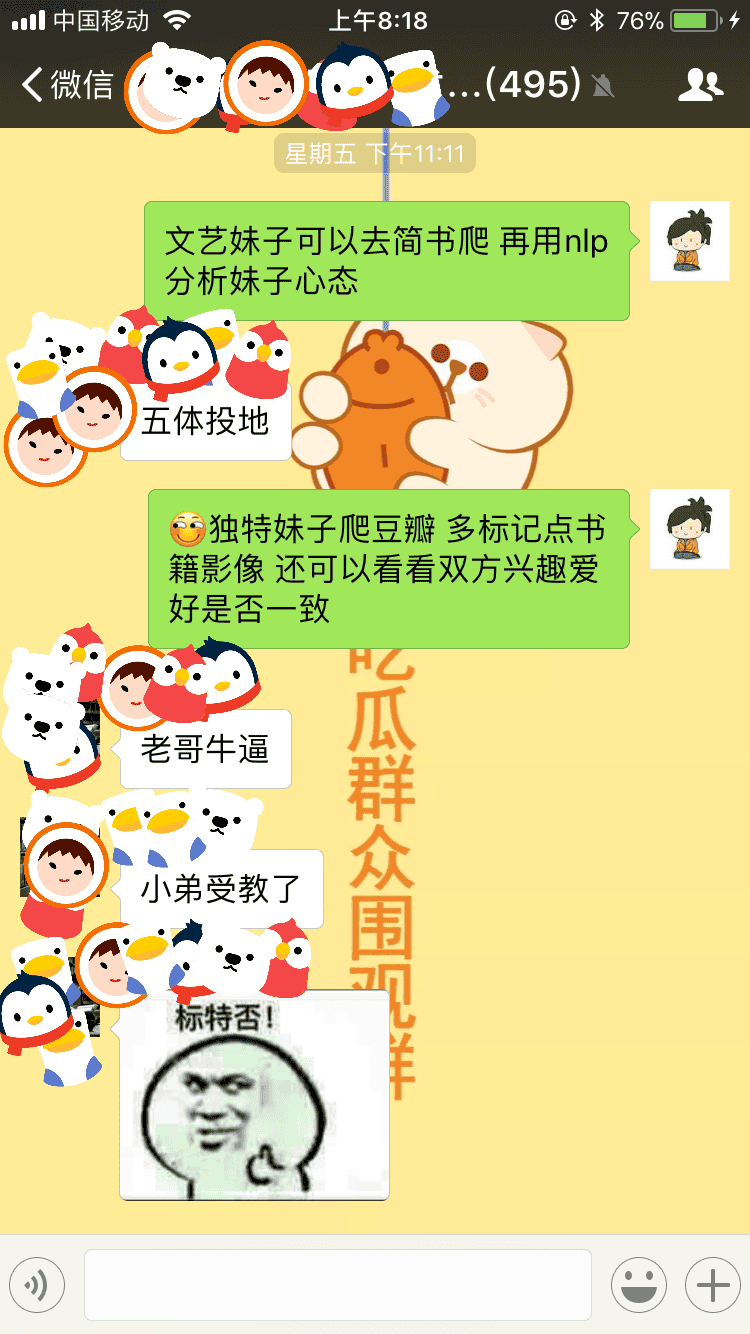 中国移动
上午8:18
76%
微信
...(495)
星期五 下午11:11
文艺妹子可以去简书爬 再用nlp
分析妹子心态
五体投地
独特妹子爬豆瓣 多标记点书
籍影像 还可以看看双方兴趣爱
好是否一致
老哥牛逼
小弟受教了
标特否!
吃瓜群众围观群